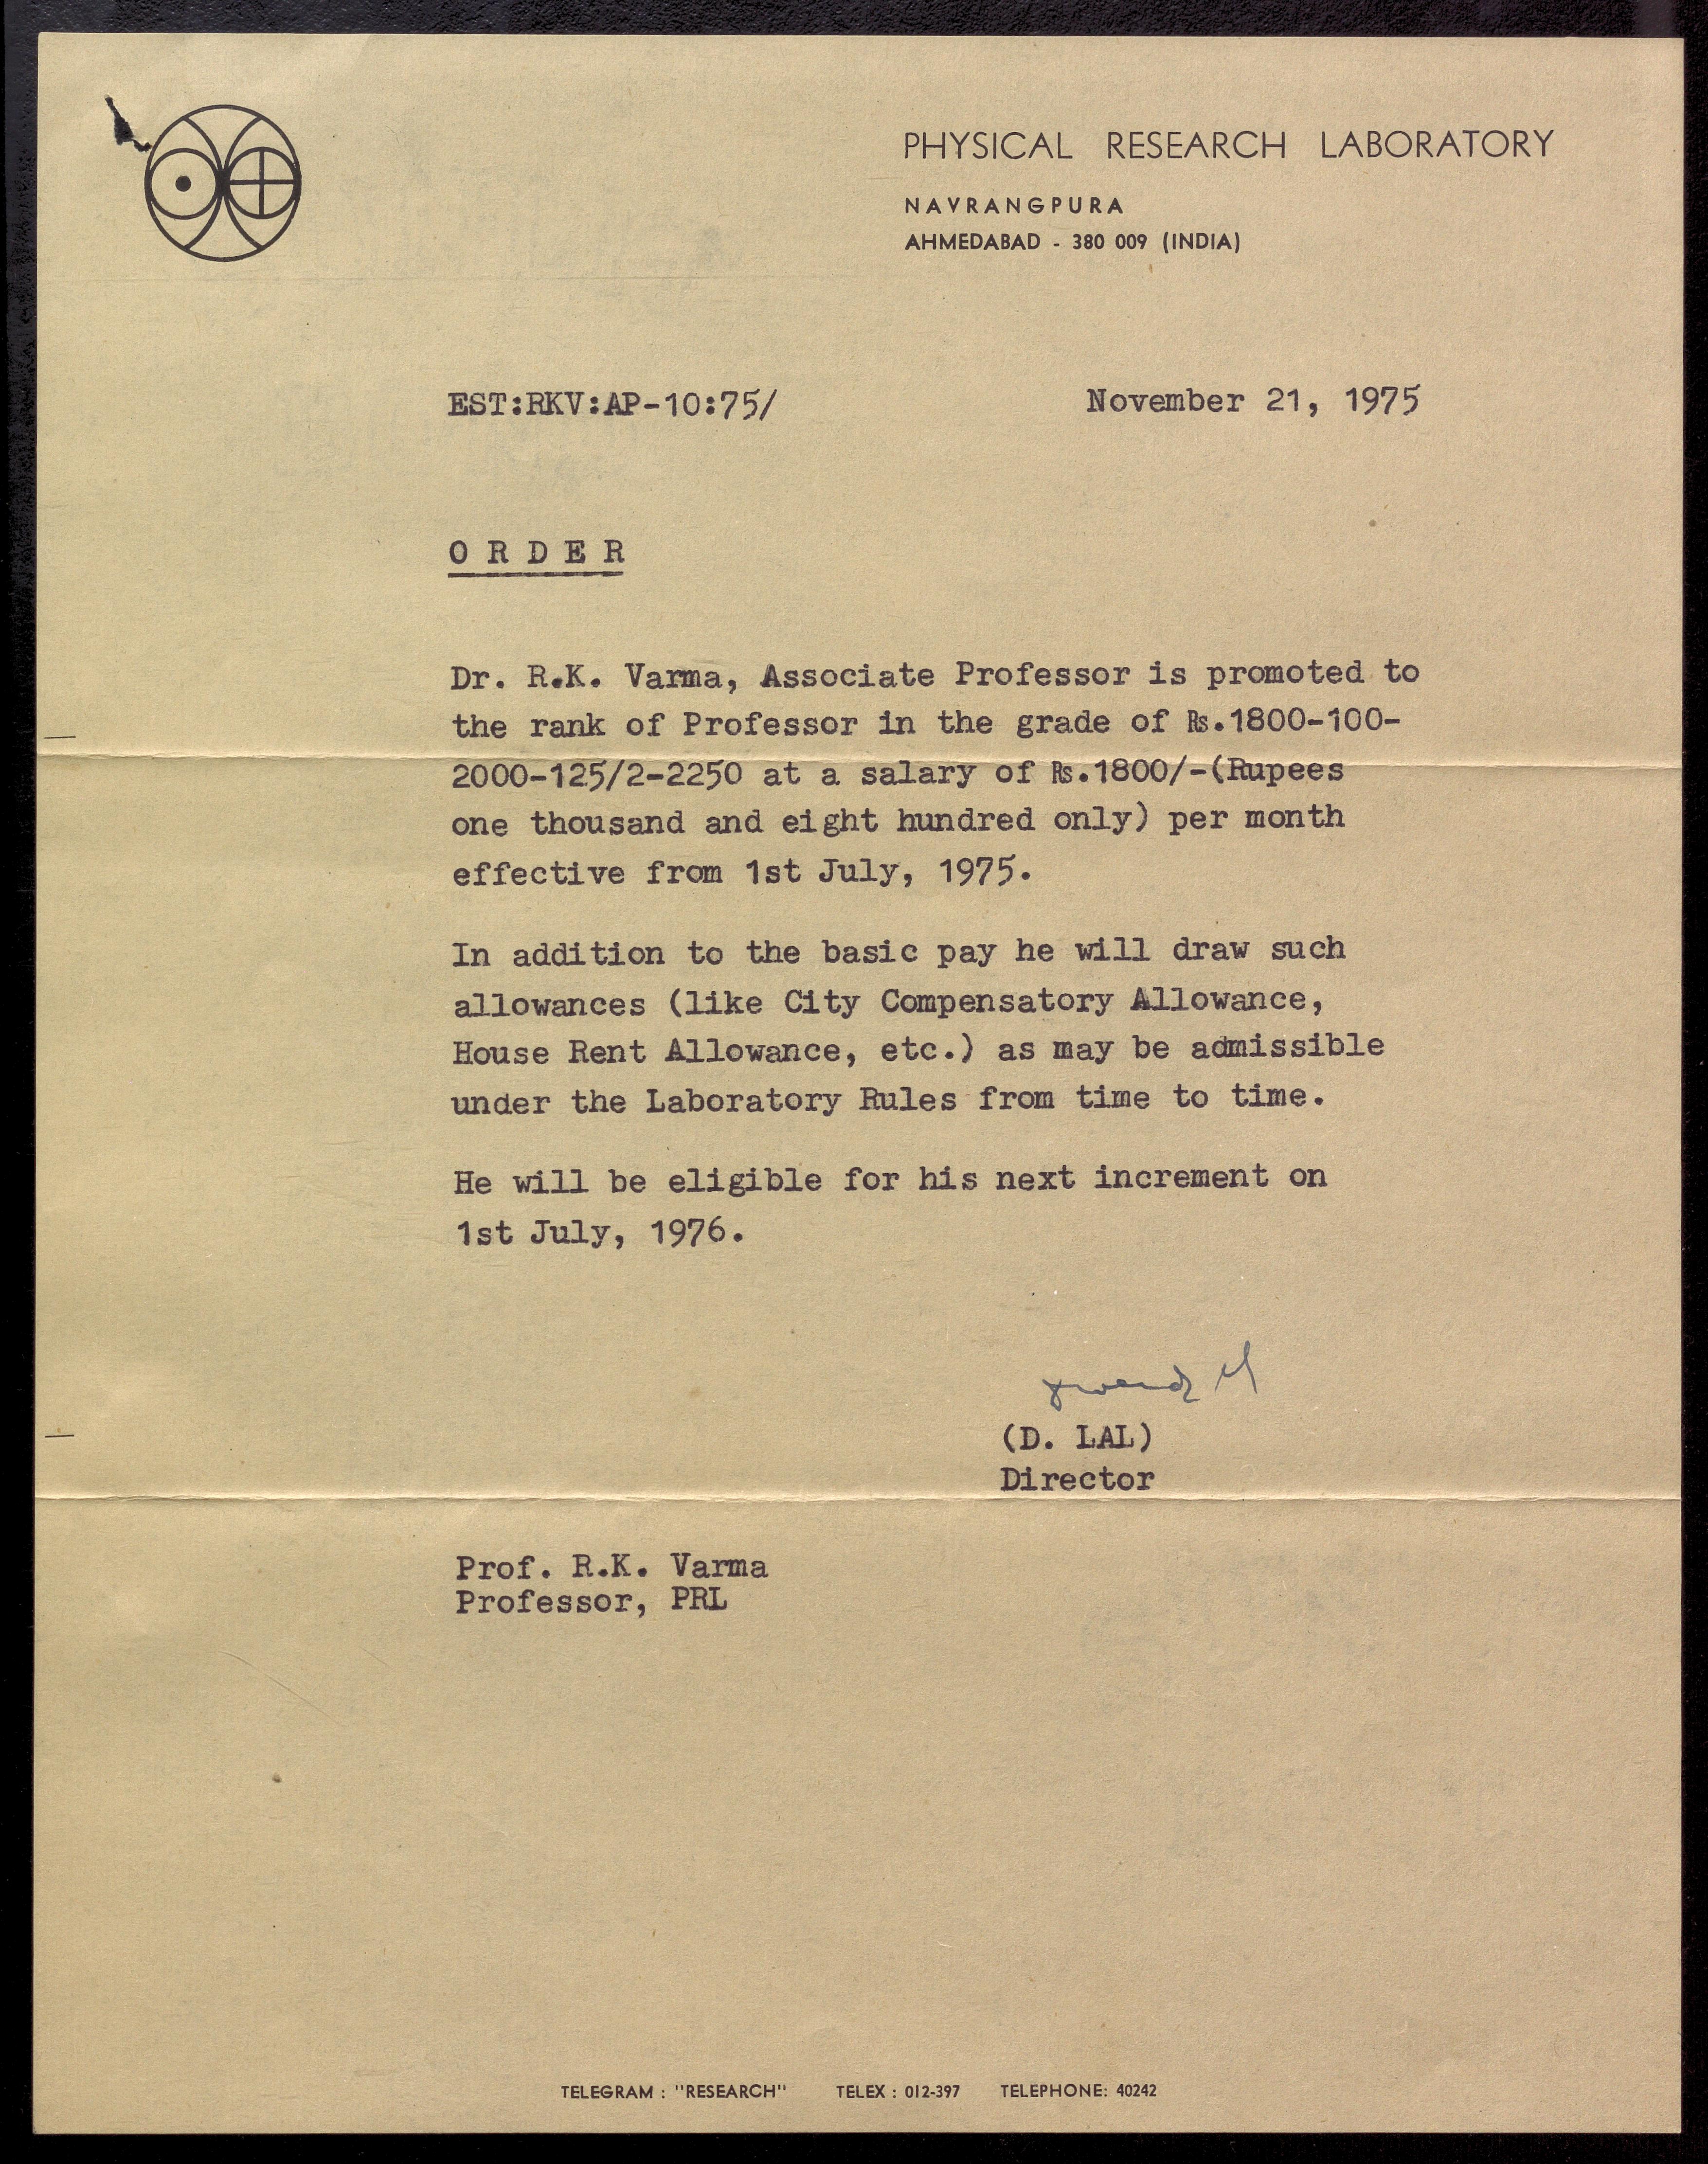 PHYSICAL RESEARCH LABORATORY
NAVRANGPURA
AHMEDABAD - 380 009 (INDIA)
EST:RKV:AP-10:75/ November 21, 1975
O R D E R
Dr. R.K. Varma, Associate Professor is promoted to
the rank of Professor in the grade of Rs.1800-100-
2000-125/2-2250 at a salary of Rs.1800/-(Rupees
one thousand and eight hundred only) per month
effective from 1st July, 1975.
In addition to the basic pay he will draw such
allowances (like City Compensatory Allowance,
House Rent Allowance, etc.) as may be admissible
under the Laboratory Rules from time to time.
He will be eligible for his next increment on
1st July, 1976.
(D. LAL)
Director
Prof. R.K. Varma
Professor, PRL
TELEGRAM : "RESEARCH" TELEX : 012-397 TELEPHONE: 40242